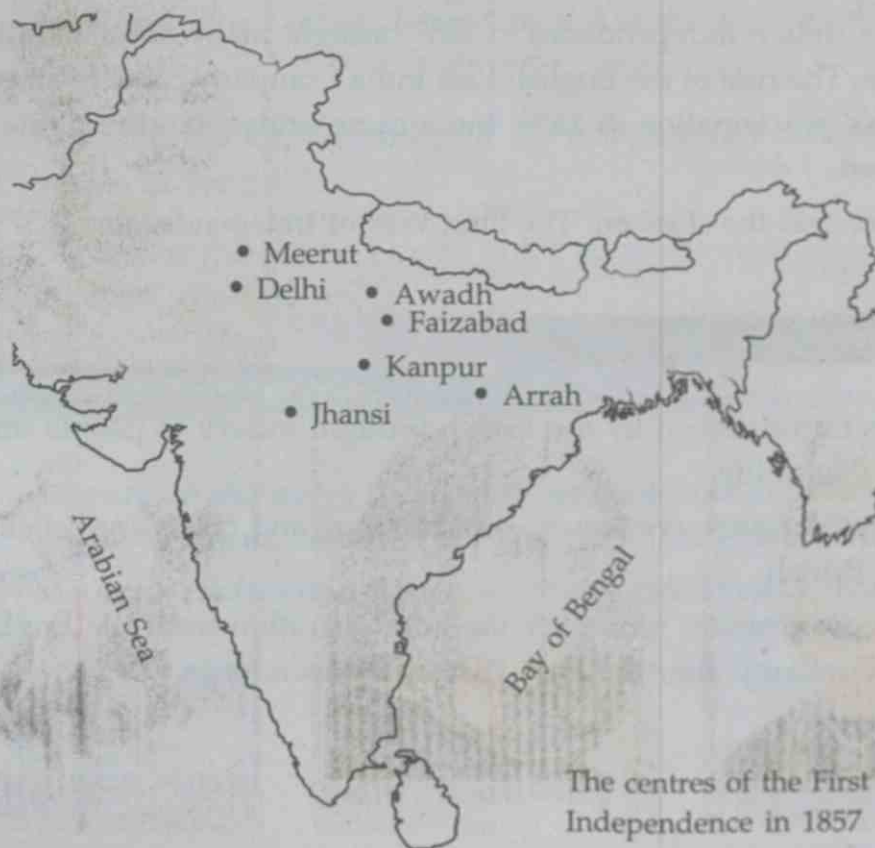 Meerut
Delhi
Awadh
Faizabad
Kanpur
Arrah
Jhansi
Arabian Sea
Bay of Bengal
The centres of the First
Independence in 1857